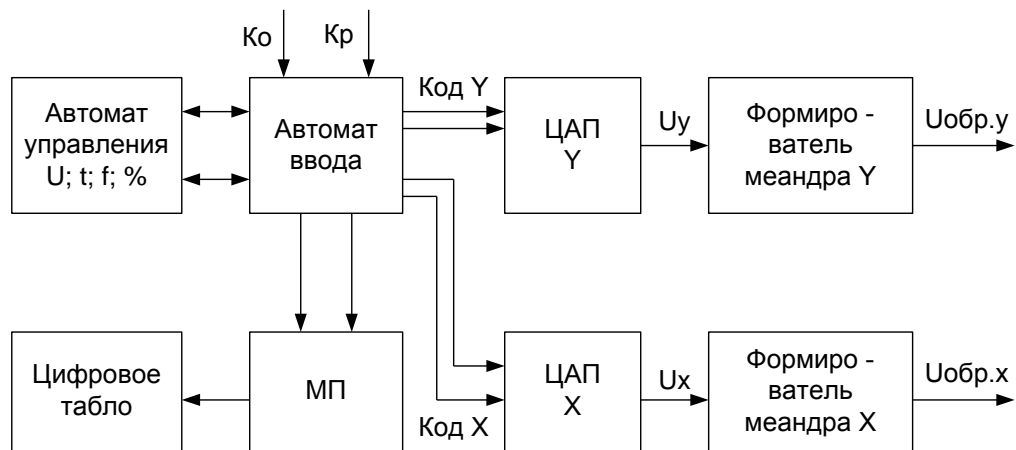 Ко
Кр
Автомат
управления
U; t; f; %
Автомат
ввода
Код Y
ЦАП
Y
Uy
Формиро -
ватель
меандра Y
Uобр.y
Цифровое
табло
МП
Код X
ЦАП
X
Ux
Формиро -
ватель
меандра X
Uобр.x